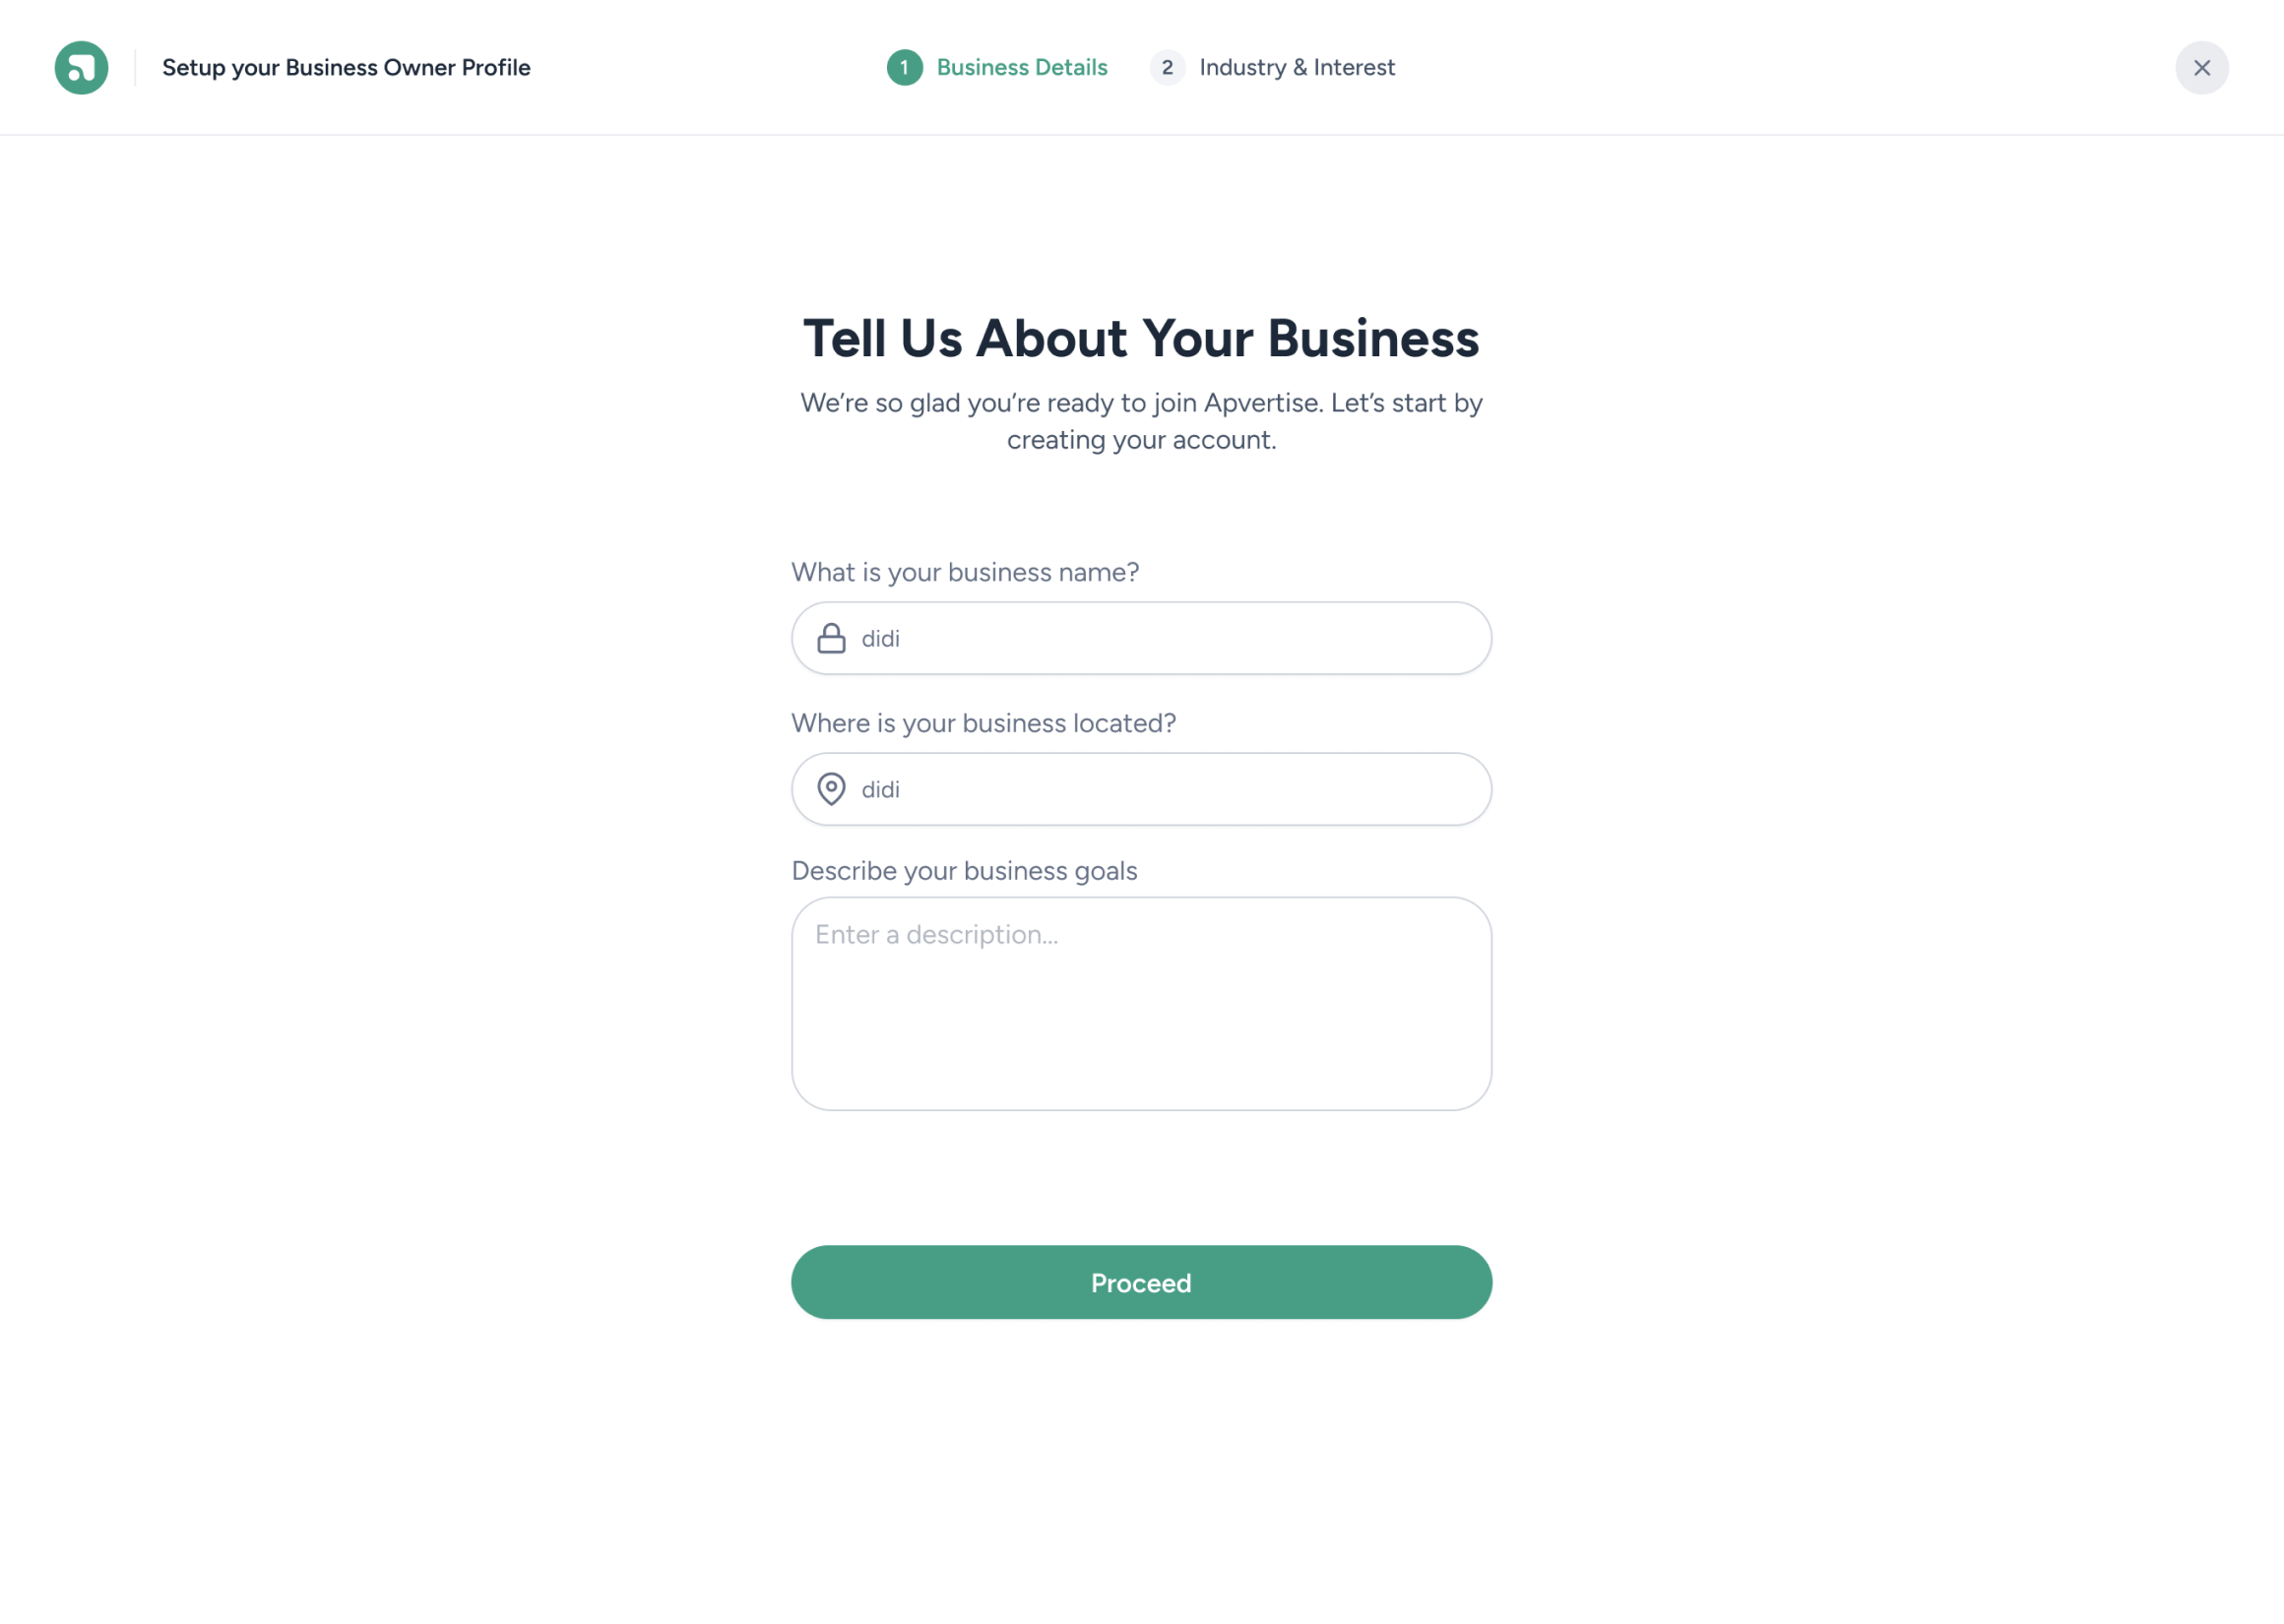 Setup your Business Owner Profile
1 Business Details
2 Industry & Interest
Tell Us About Your Business
We’re so glad you’re ready to join Apvertise. Let’s start by
creating your account.
What is your business name?
didi
Where is your business located?
didi
Describe your business goals
Enter a description...
Proceed